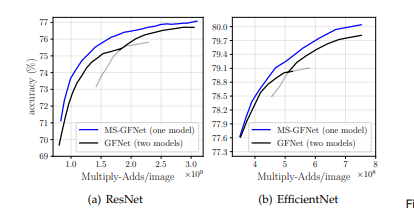 77
76
75
74
73
72
71
70
69
accuracy (%)
1.0 1.5 2.0 2.5 3.0
Multiply-Adds/image ×10⁹
MS-GFNet (one model)
GFNet (two models)
(a) ResNet
80.0
79.7
79.4
79.1
78.8
78.5
78.2
77.9
77.6
77.3
4 5 6 7 8
Multiply-Adds/image ×10⁸
MS-GFNet (one model)
GFNet (two models)
(b) EfficientNet
Fi